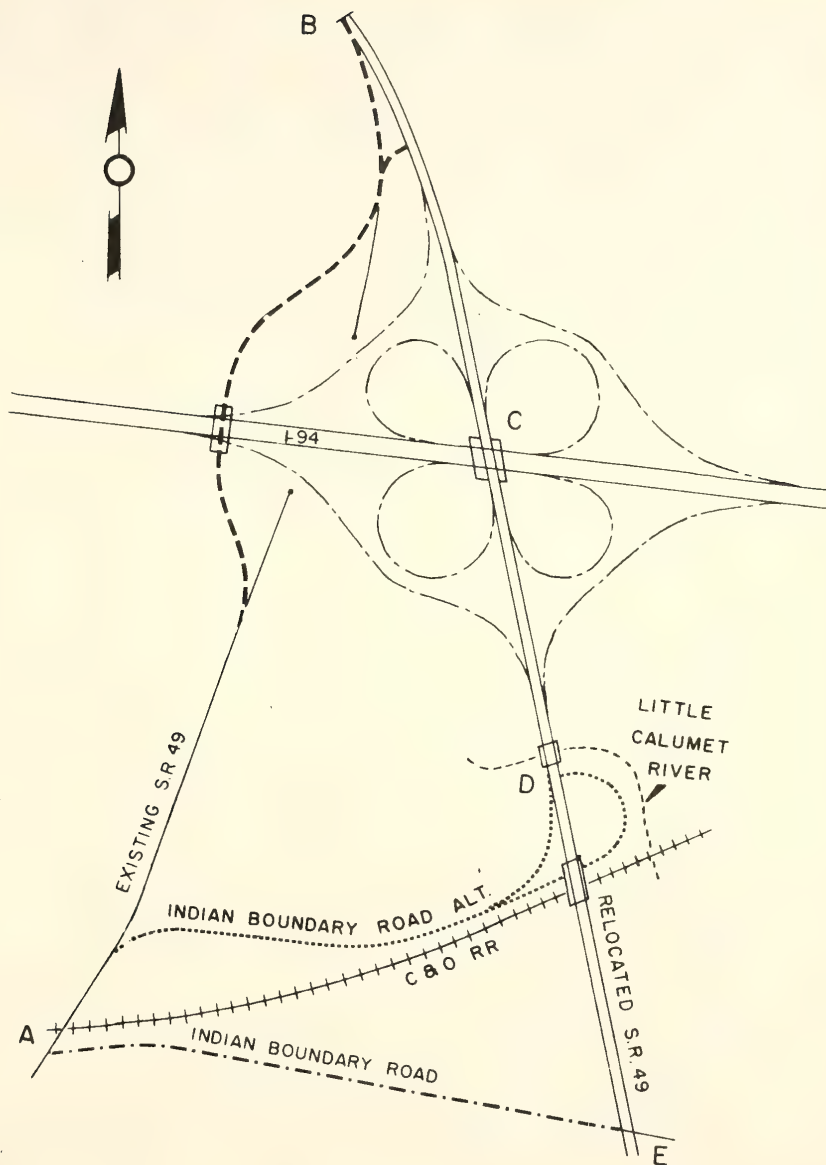 B
C
I-94
LITTLE
CALUMET
RIVER
D
EXISTING S.R 49
INDIAN BOUNDARY ROAD ALT.
C & O RR
RELOCATED S.R. 49
A
INDIAN BOUNDARY ROAD
E